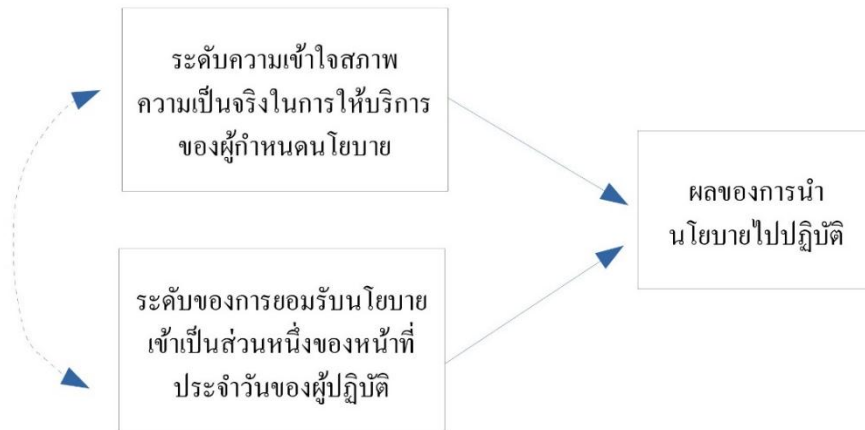 ระดับความเข้าใจสภาพ
ความเป็นจริงในการให้บริการ
ของผู้กำหนดนโยบาย
ผลของการนำ
นโยบายไปปฏิบัติ
ระดับของการยอมรับนโยบาย
เข้าเป็นส่วนหนึ่งของหน้าที่
ประจำวันของผู้ปฏิบัติ